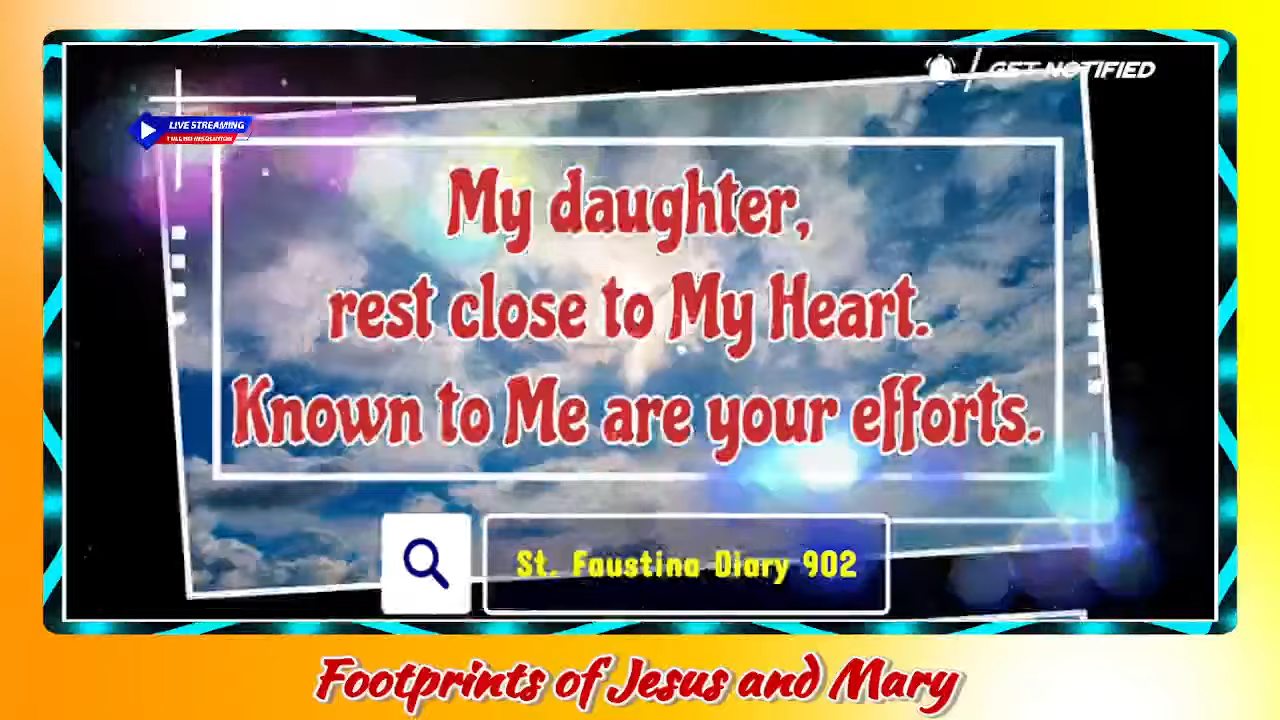 GET NOTIFIED
LIVE STREAMING
My daughter,
rest close to My Heart.
Known to Me are your efforts.
St. Faustina Diary 902
Footprints of Jesus and Mary